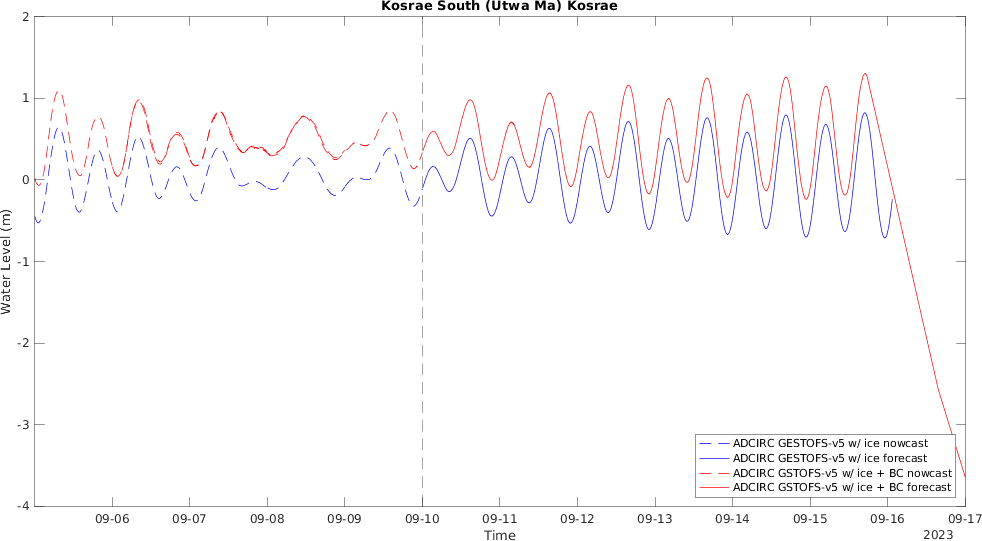 Kosrae South (Utwa Ma) Kosrae
2
1
0
-1
-2
-3
-4
Water Level (m)
ADCIRC GESTOFS-v5 w/ ice nowcast
ADCIRC GESTOFS-v5 w/ ice forecast
ADCIRC GSTOFS-v5 w/ ice + BC nowcast
ADCIRC GSTOFS-v5 w/ ice + BC forecast
09-06 09-07 09-08 09-09 09-10 09-11 09-12 09-13 09-14 09-15 09-16 09-17
Time
2023